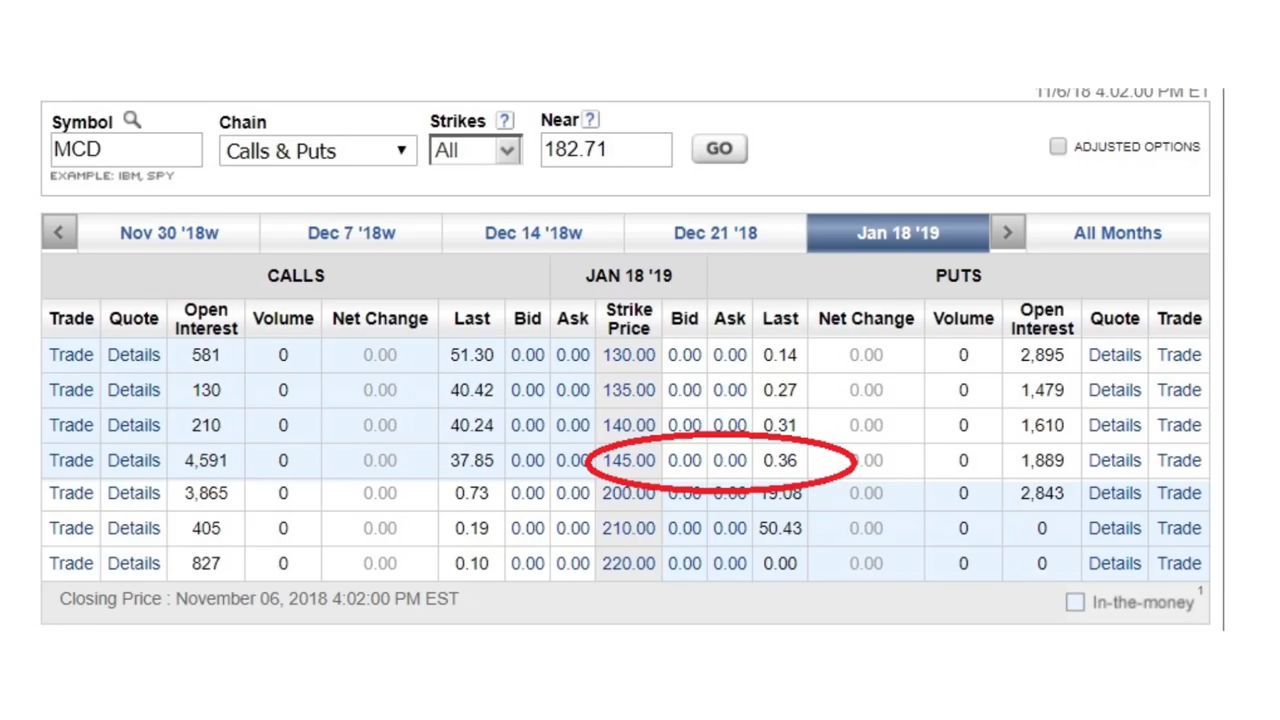 11/6/18 4:02:00 PM ET
Symbol Chain Strikes ? Near ?
MCD Calls & Puts All 182.71 GO ADJUSTED OPTIONS
EXAMPLE: IBM, SPY
< Nov 30 '18w Dec 7 '18w Dec 14 '18w Dec 21 '18 Jan 18 '19 > All Months
CALLS JAN 18 '19 PUTS
Trade Quote Open Interest Volume Net Change Last Bid Ask Strike Price Bid Ask Last Net Change Volume Open Interest Quote Trade
Trade Details 581 0 0.00 51.30 0.00 0.00 130.00 0.00 0.00 0.14 0.00 0 2,895 Details Trade
Trade Details 130 0 0.00 40.42 0.00 0.00 135.00 0.00 0.00 0.27 0.00 0 1,479 Details Trade
Trade Details 210 0 0.00 40.24 0.00 0.00 140.00 0.00 0.00 0.31 0.00 0 1,610 Details Trade
Trade Details 4,591 0 0.00 37.85 0.00 0.00 145.00 0.00 0.00 0.36 0.00 0 1,889 Details Trade
Trade Details 3,865 0 0.00 0.73 0.00 0.00 200.00 0.00 0.00 19.08 0.00 0 2,843 Details Trade
Trade Details 405 0 0.00 0.19 0.00 0.00 210.00 0.00 0.00 50.43 0.00 0 0 Details Trade
Trade Details 827 0 0.00 0.10 0.00 0.00 220.00 0.00 0.00 0.00 0.00 0 0 Details Trade
Closing Price : November 06, 2018 4:02:00 PM EST In-the-money 1